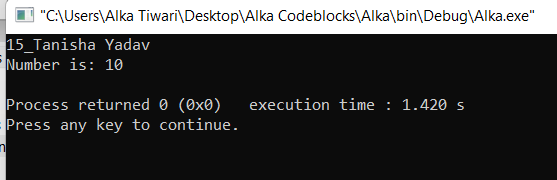 "C:\Users\Alka Tiwari\Desktop\Alka Codeblocks\Alka\bin\Debug\Alka.exe"
15_Tanisha Yadav
Number is: 10
Process returned 0 (0x0)   execution time : 1.420 s
Press any key to continue.